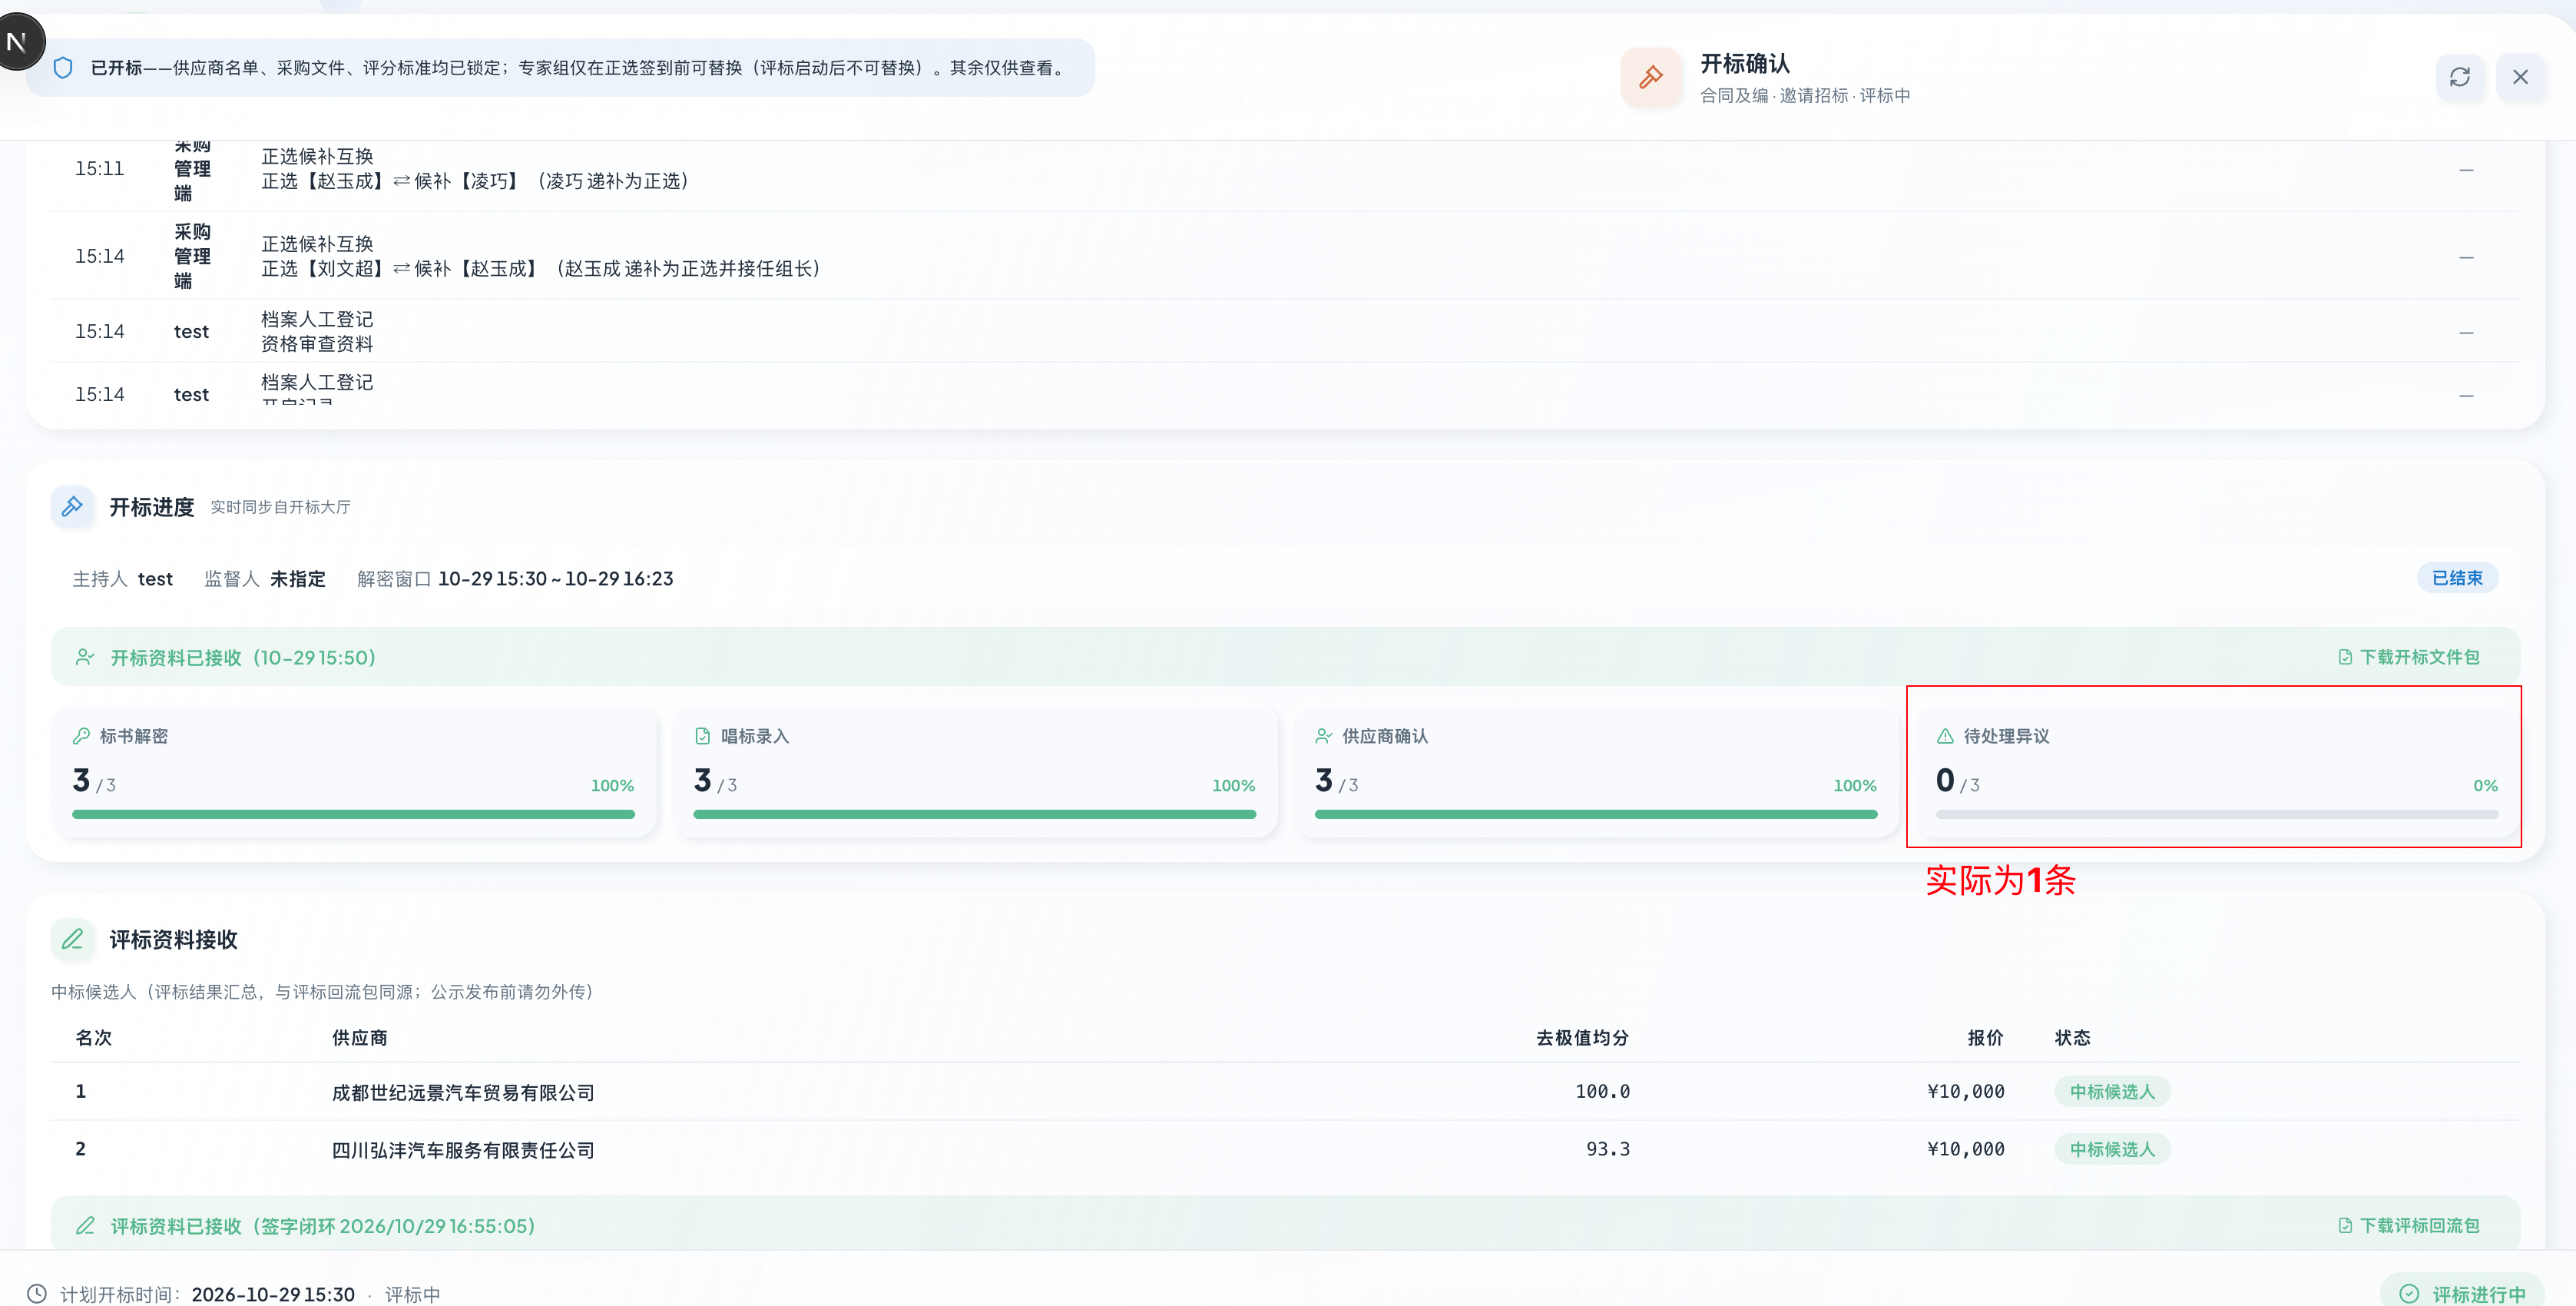 N
已开标——供应商名单、采购文件、评分标准均已锁定；专家组仅在正选签到前可替换（评标启动后不可替换）。其余仅供查看。
开标确认
合同及编 · 邀请招标 · 评标中
15:11
采购
管理
端
正选候补互换
正选【赵玉成】⇄候补【凌巧】（凌巧 递补为正选）
—
15:14
采购
管理
端
正选候补互换
正选【刘文超】⇄候补【赵玉成】（赵玉成 递补为正选并接任组长）
—
15:14
test
档案人工登记
资格审查资料
—
15:14
test
档案人工登记
—
开标进度 实时同步自开标大厅
主持人 test 监督人 未指定 解密窗口 10-29 15:30 ~ 10-29 16:23
已结束
开标资料已接收（10-29 15:50）
下载开标文件包
标书解密
3 / 3 100%
唱标录入
3 / 3 100%
供应商确认
3 / 3 100%
待处理异议
0 / 3 0%
实际为1条
评标资料接收
中标候选人（评标结果汇总，与评标回流包同源；公示发布前请勿外传）
名次 供应商 去极值均分 报价 状态
1 成都世纪远景汽车贸易有限公司 100.0 ¥10,000 中标候选人
2 四川弘沣汽车服务有限责任公司 93.3 ¥10,000 中标候选人
评标资料已接收（签字闭环 2026/10/29 16:55:05）
下载评标回流包
计划开标时间：2026-10-29 15:30 · 评标中
评标进行中